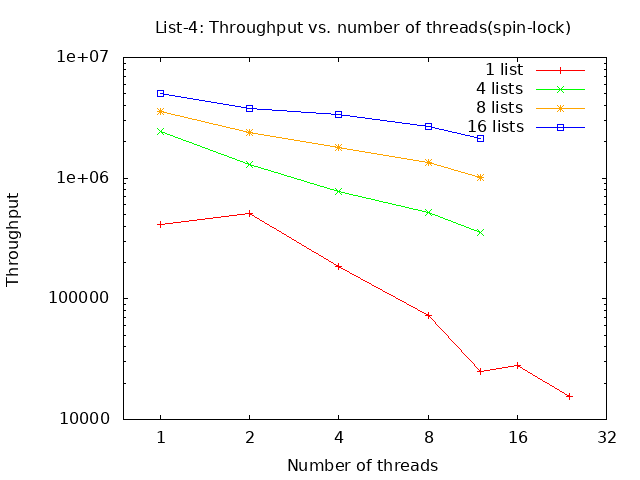 List-4: Throughput vs. number of threads(spin-lock)
1e+07
1 list
4 lists
8 lists
16 lists
1e+06
Throughput
100000
10000
1 2 4 8 16 32
Number of threads